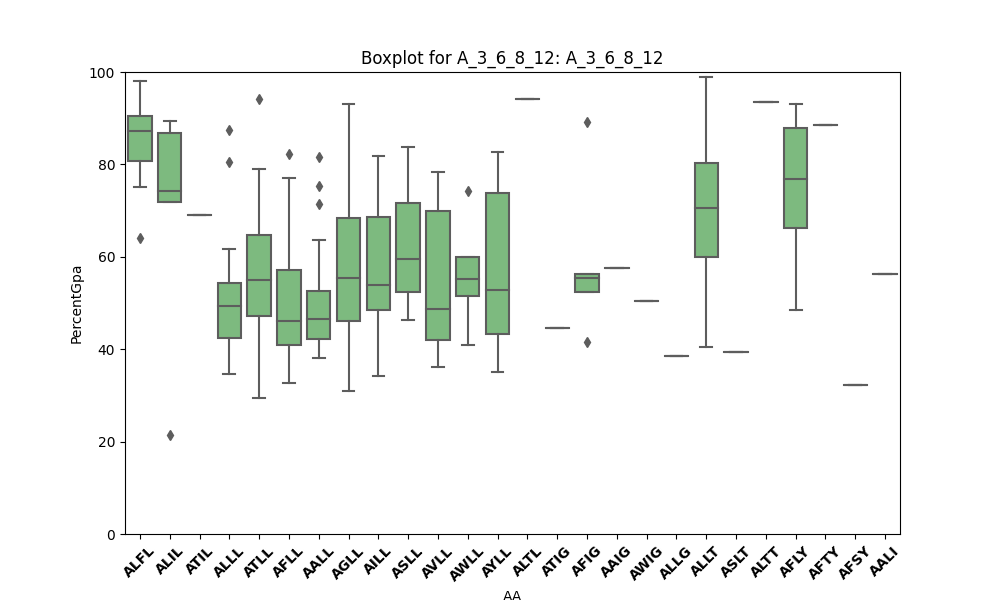 Boxplot for A_3_6_8_12: A_3_6_8_12
100
80
60
40
20
0
PercentGpa
ALFL ALIL ATIL ALLL ATLL AFLL AALL AGLL AILL ASLL AVLL AWLL AYLL ALTL ATIG AFIG AAIG AWIG ALLG ALLT ASLT ALTT AFLY AFTY AFSY AALI
AA